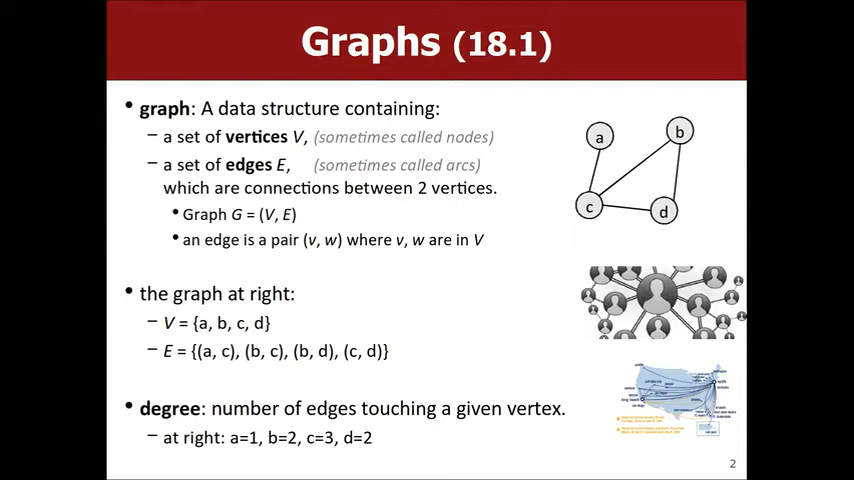 Graphs (18.1)
• graph: A data structure containing:
– a set of vertices V, (sometimes called nodes)
– a set of edges E, (sometimes called arcs)
which are connections between 2 vertices.
• Graph G = (V, E)
• an edge is a pair (v, w) where v, w are in V
a
b
c
d
• the graph at right:
– V = {a, b, c, d}
– E = {(a, c), (b, c), (b, d), (c, d)}
• degree: number of edges touching a given vertex.
– at right: a=1, b=2, c=3, d=2
long beach
2